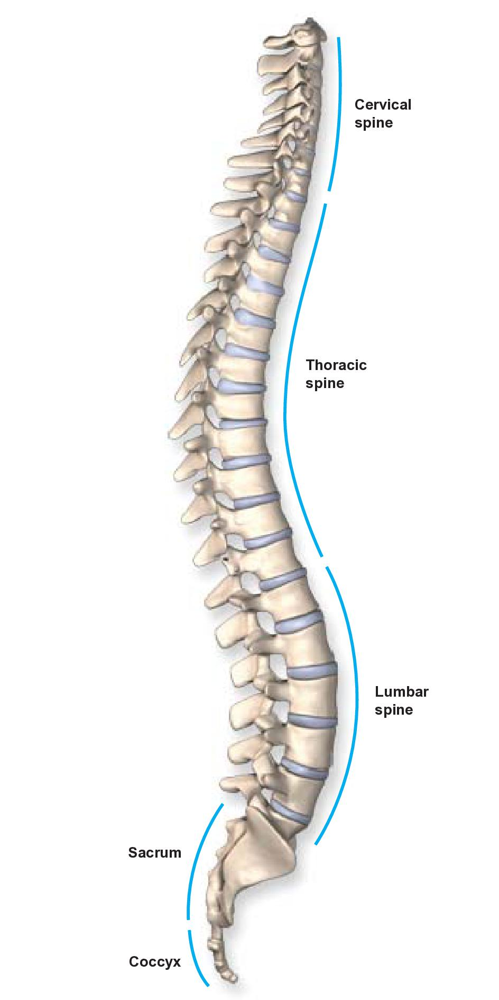 Cervical
spine
Thoracic
spine
Lumbar
spine
Sacrum
Coccyx